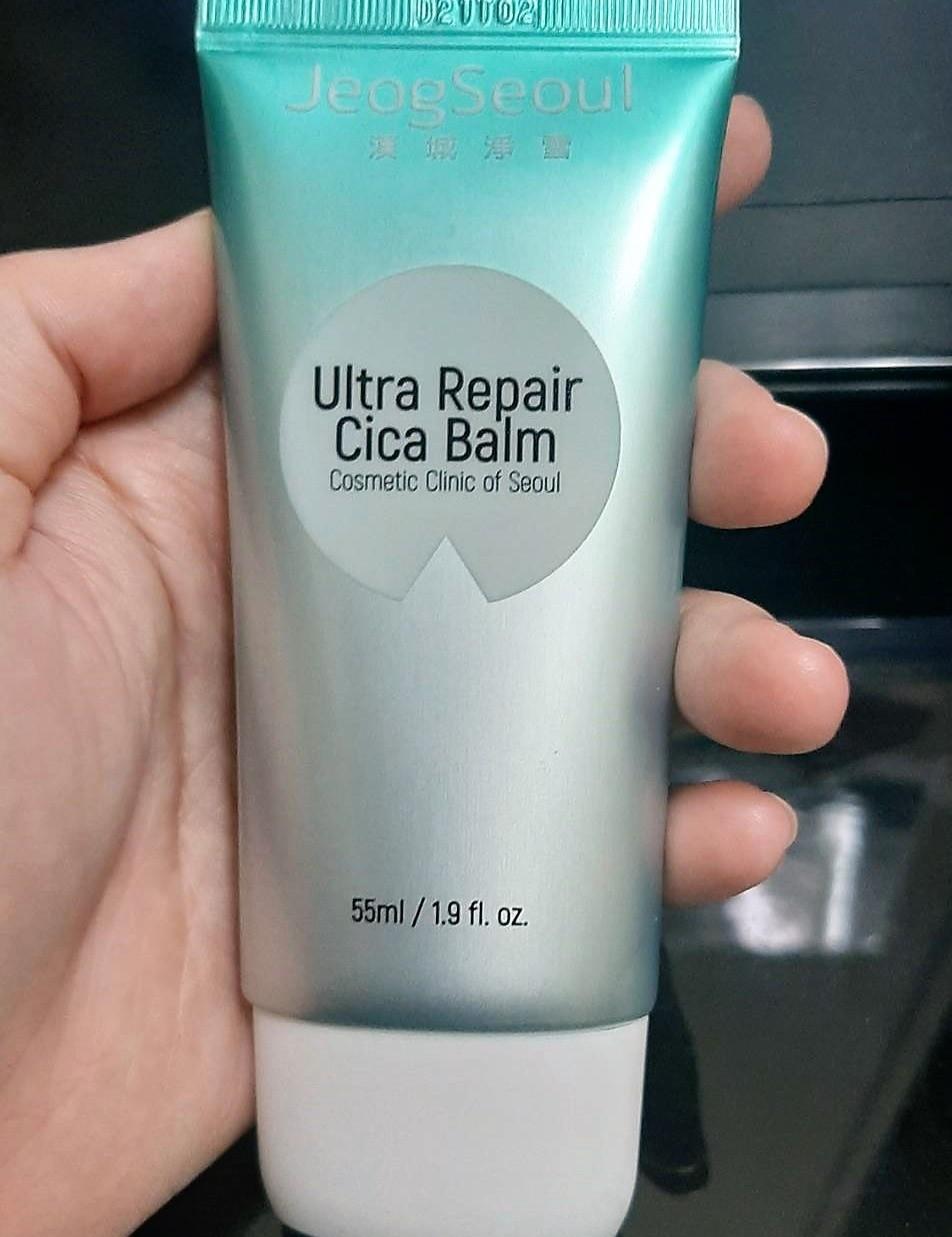 JeogSeoul
漢 城 淨 雪
Ultra Repair
Cica Balm
Cosmetic Clinic of Seoul
55ml / 1.9 fl. oz.